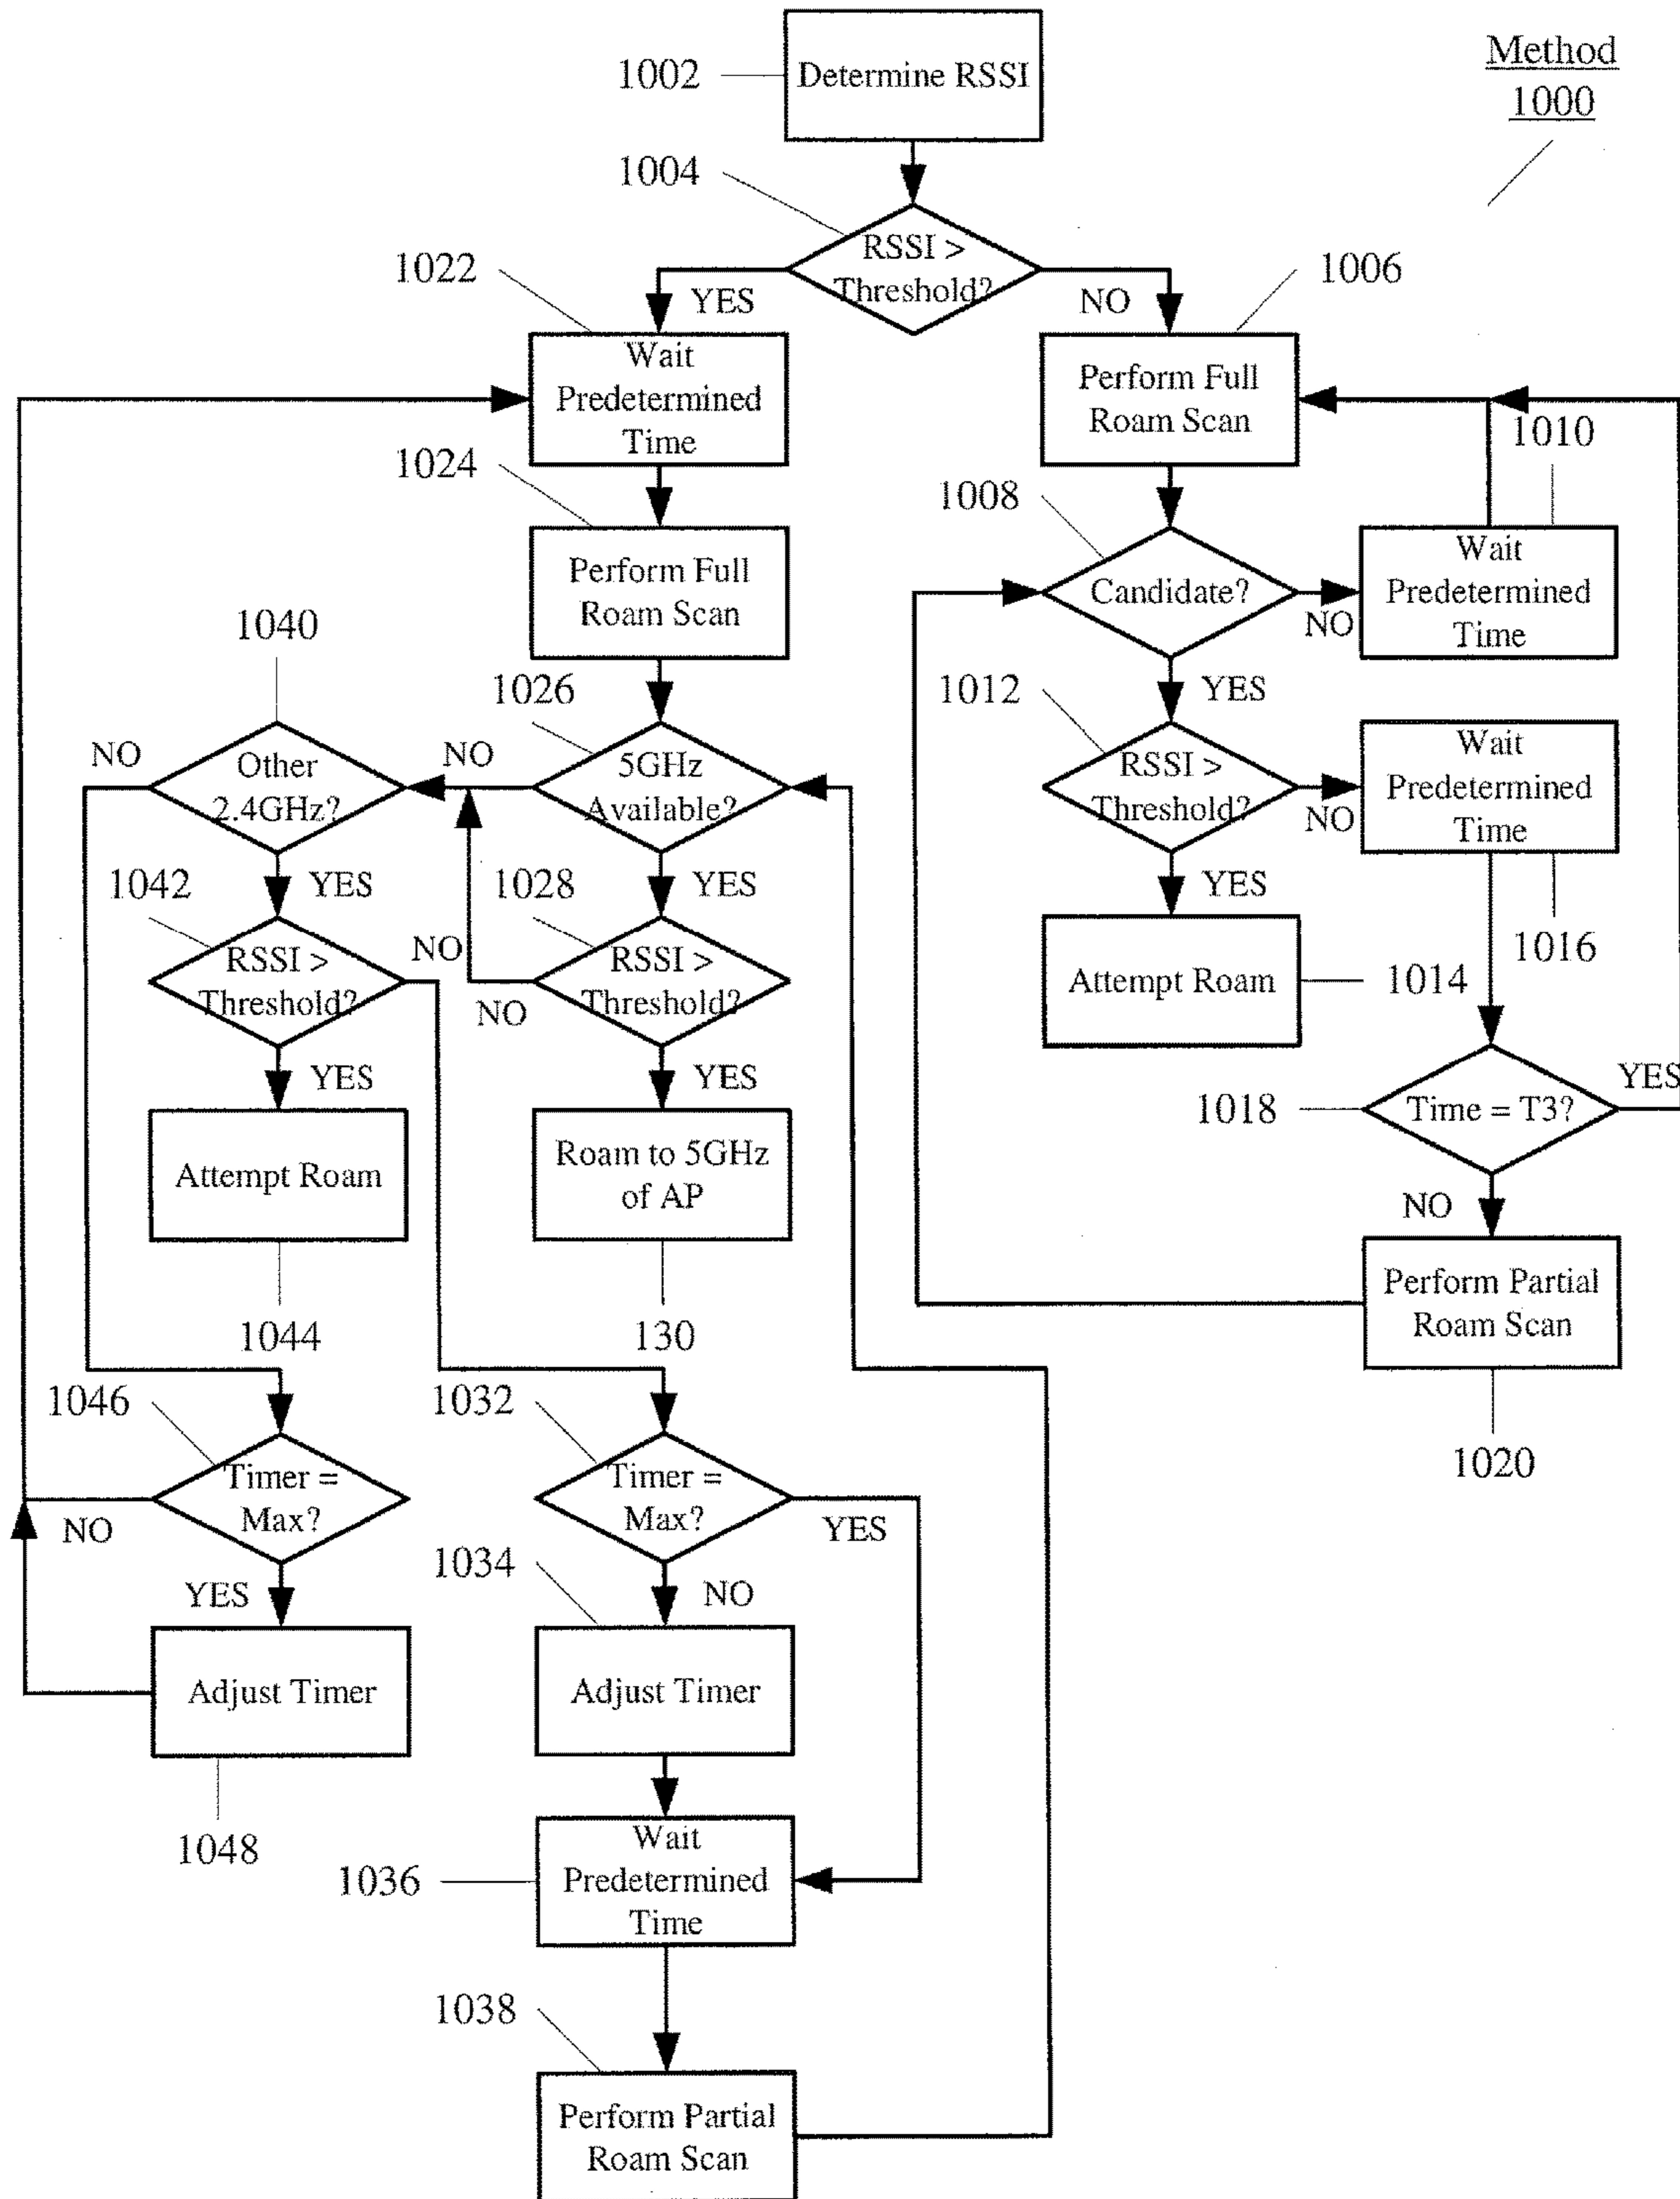 Method
1000
1002
Determine RSSI
1004
RSSI >
Threshold?
YES
NO
1022
Wait
Predetermined
Time
1006
Perform Full
Roam Scan
1024
Perform Full
Roam Scan
1008
Candidate?
NO
YES
1010
Wait
Predetermined
Time
1040
Other
2.4GHz?
NO
YES
1026
5GHz
Available?
NO
YES
1012
RSSI >
Threshold?
NO
YES
Wait
Predetermined
Time
1016
1042
RSSI >
Threshold?
NO
YES
1028
RSSI >
Threshold?
NO
YES
Attempt Roam
1014
1018
Time = T3?
YES
NO
Attempt Roam
1044
Roam to 5GHz
of AP
130
Perform Partial
Roam Scan
1020
1046
Timer =
Max?
NO
YES
1032
Timer =
Max?
YES
NO
Adjust Timer
1048
1034
Adjust Timer
1036
Wait
Predetermined
Time
1038
Perform Partial
Roam Scan